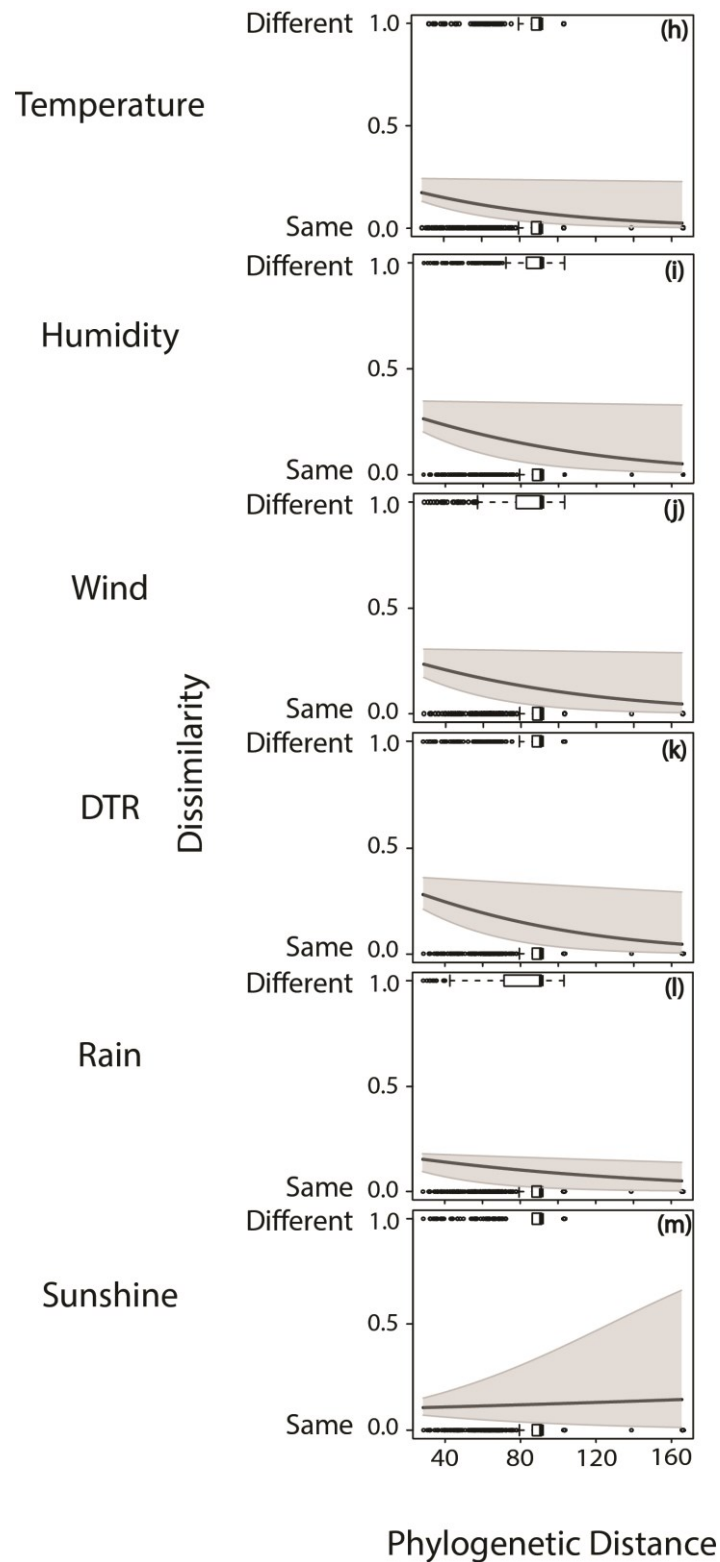 Different 1.0 (h)
Temperature
0.5
Same 0.0
Different 1.0 (i)
Humidity
0.5
Same 0.0
Different 1.0 (j)
Wind
0.5
Same 0.0
Dissimilarity
Different 1.0 (k)
DTR
0.5
Same 0.0
Different 1.0 (l)
Rain
0.5
Same 0.0
Different 1.0 (m)
Sunshine
0.5
Same 0.0
40 80 120 160
Phylogenetic Distance